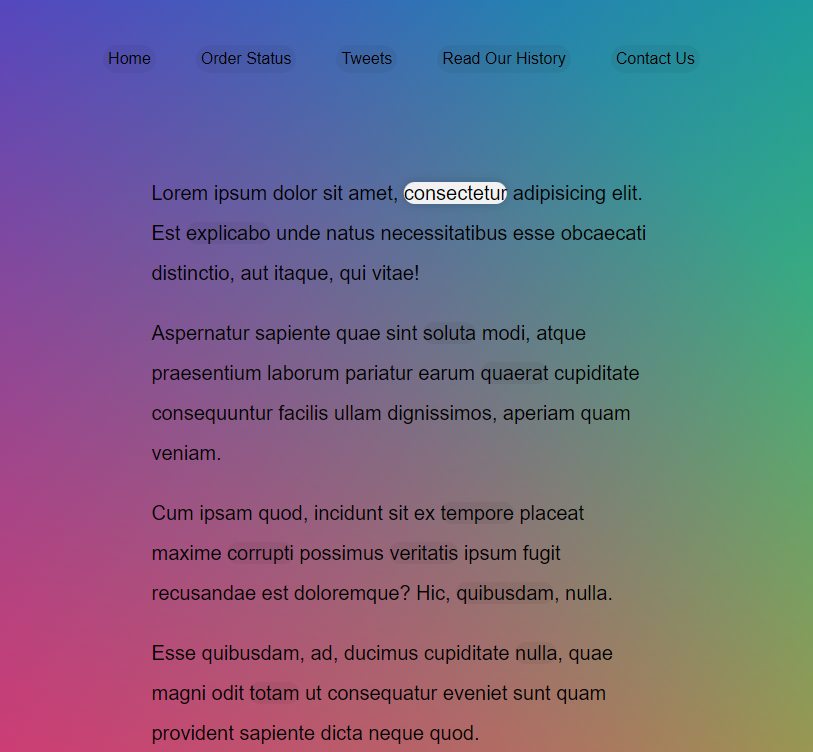 Home Order Status Tweets Read Our History Contact Us
Lorem ipsum dolor sit amet, consectetur adipisicing elit.
Est explicabo unde natus necessitatibus esse obcaecati
distinctio, aut itaque, qui vitae!
Aspernatur sapiente quae sint soluta modi, atque
praesentium laborum pariatur earum quaerat cupiditate
consequuntur facilis ullam dignissimos, aperiam quam
veniam.
Cum ipsam quod, incidunt sit ex tempore placeat
maxime corrupti possimus veritatis ipsum fugit
recusandae est doloremque? Hic, quibusdam, nulla.
Esse quibusdam, ad, ducimus cupiditate nulla, quae
magni odit totam ut consequatur eveniet sunt quam
provident sapiente dicta neque quod.